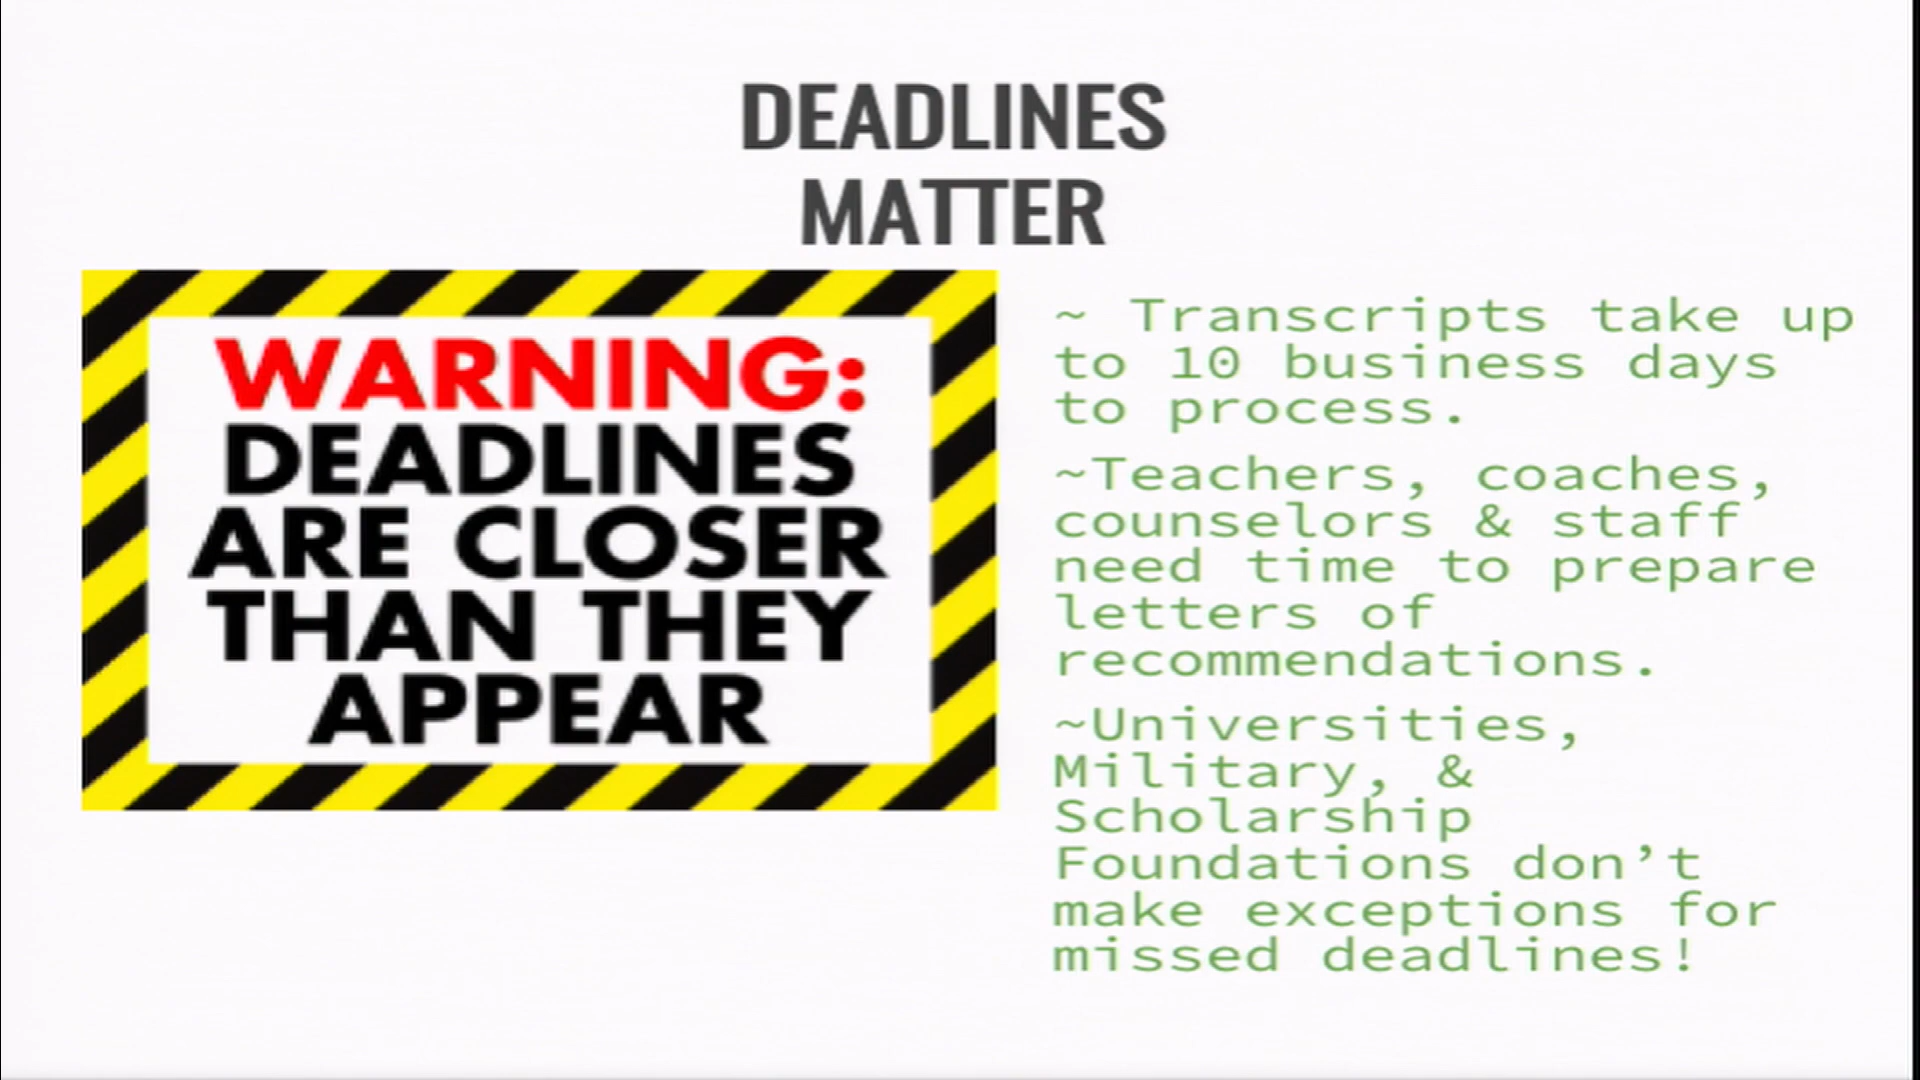 DEADLINES
MATTER
WARNING:
DEADLINES
ARE CLOSER
THAN THEY
APPEAR
~ Transcripts take up
to 10 business days
to process.
~Teachers, coaches,
counselors & staff
need time to prepare
letters of
recommendations.
~Universities,
Military, &
Scholarship
Foundations don’t
make exceptions for
missed deadlines!